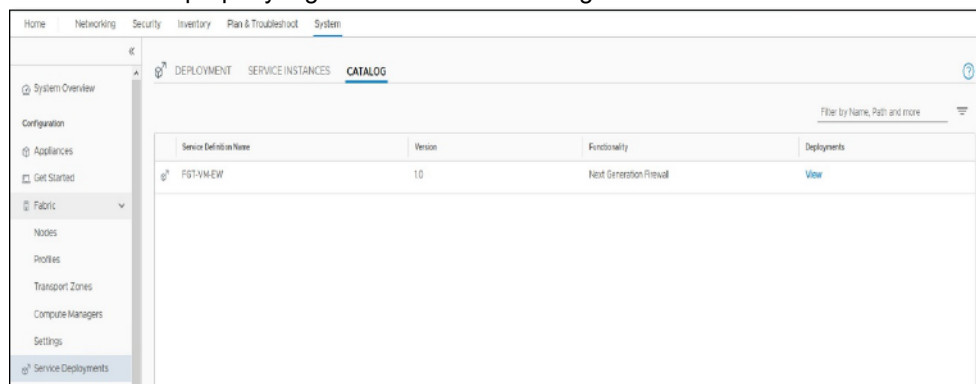 Home Networking Security Inventory Plan & Troubleshoot System
«
DEPLOYMENT SERVICE INSTANCES CATALOG
?
System Overview
Filter by Name, Path and more
Configuration
Service Definition Name Version Functionality Deployments
Appliances
FGT-VM-EW 1.0 Next Generation Firewall View
Get Started
Fabric
Nodes
Profiles
Transport Zones
Compute Managers
Settings
Service Deployments